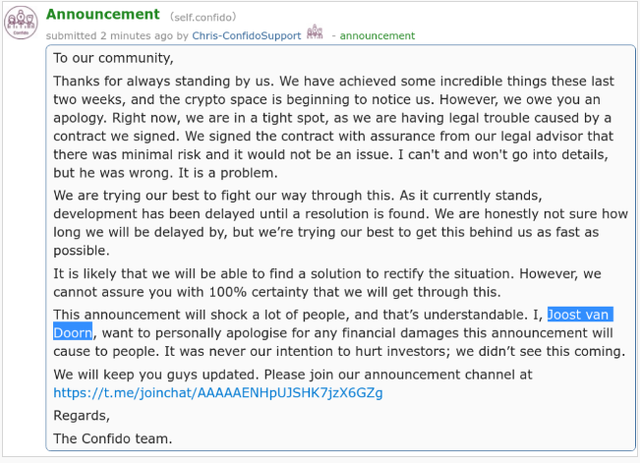 Announcement (self.confido)
submitted 2 minutes ago by Chris-ConfidoSupport - announcement
To our community,
Thanks for always standing by us. We have achieved some incredible things these last
two weeks, and the crypto space is beginning to notice us. However, we owe you an
apology. Right now, we are in a tight spot, as we are having legal trouble caused by a
contract we signed. We signed the contract with assurance from our legal advisor that
there was minimal risk and it would not be an issue. I can't and won't go into details,
but he was wrong. It is a problem.
We are trying our best to fight our way through this. As it currently stands,
development has been delayed until a resolution is found. We are honestly not sure how
long we will be delayed by, but we’re trying our best to get this behind us as fast as
possible.
It is likely that we will be able to find a solution to rectify the situation. However, we
cannot assure you with 100% certainty that we will get through this.
This announcement will shock a lot of people, and that’s understandable. I, Joost van
Doorn, want to personally apologise for any financial damages this announcement will
cause to people. It was never our intention to hurt investors; we didn’t see this coming.
We will keep you guys updated. Please join our announcement channel at
https://t.me/joinchat/AAAAAENHpUJSHK7jzX6GZg
Regards,
The Confido team.
Confido